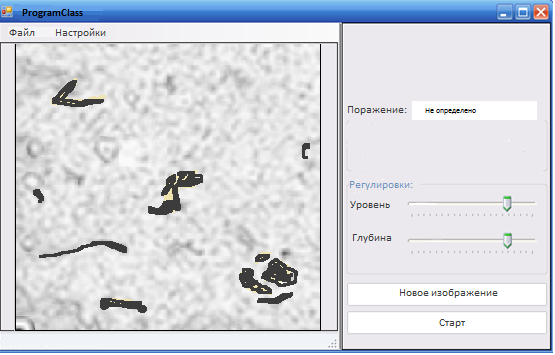 ProgramClass
Файл Настройки
Поражение: Не определено
Регулировки:
Уровень
Глубина
Новое изображение
Старт